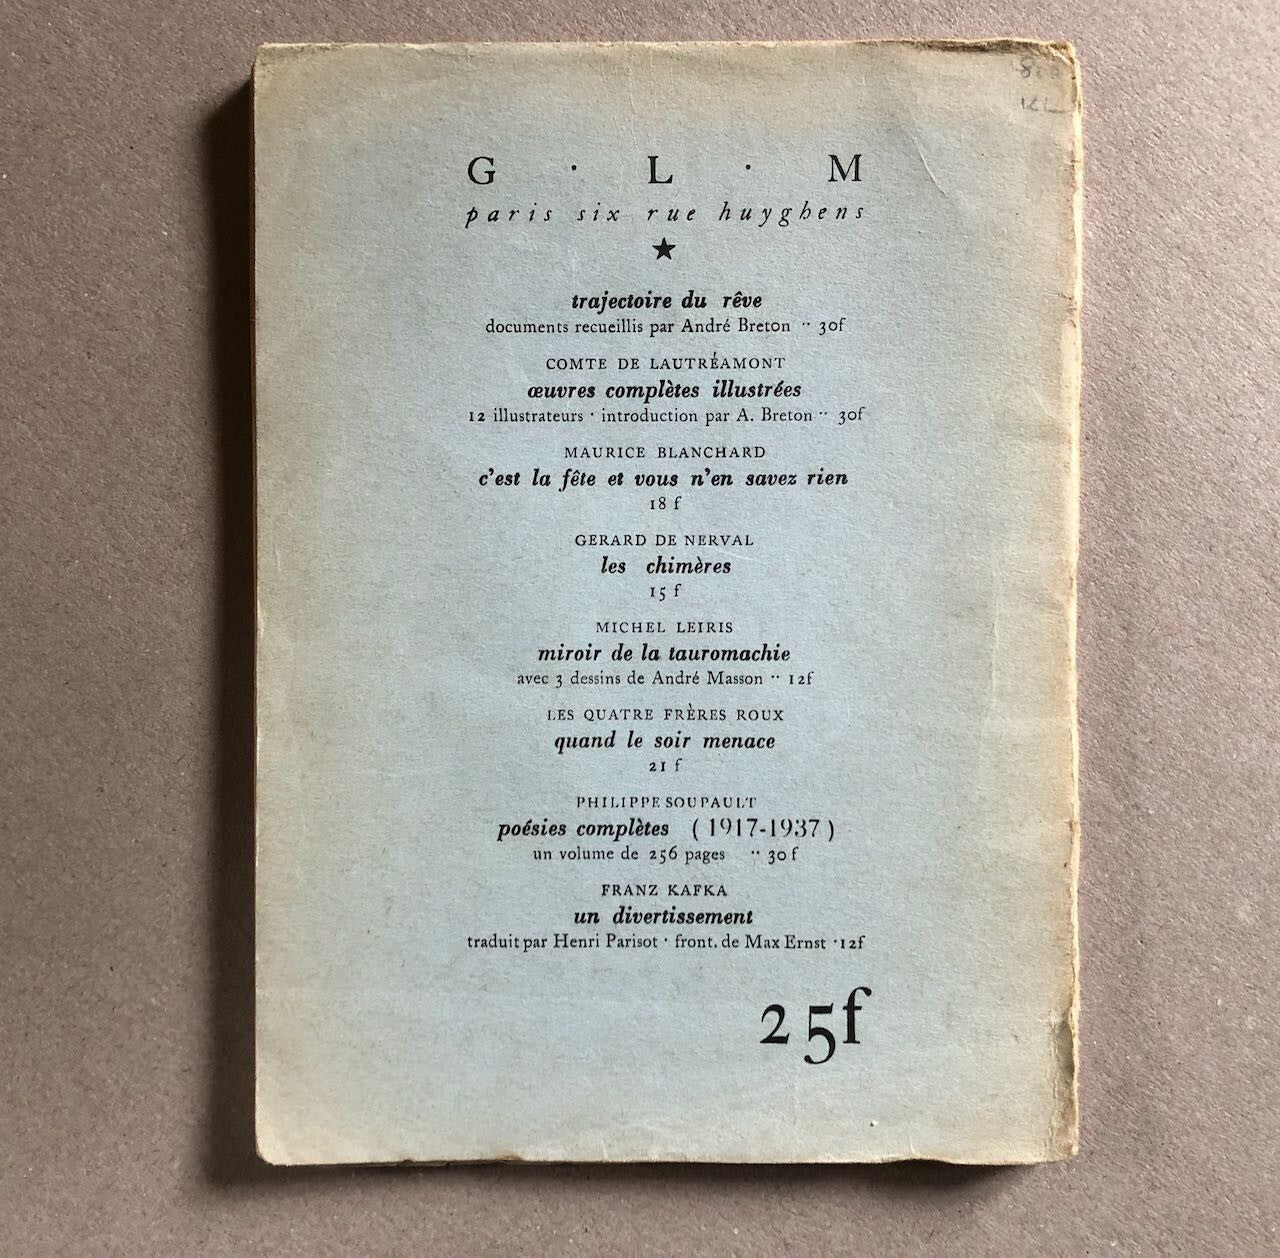 G · L · M
paris six rue huyghens
★
trajectoire du rêve
documents recueillis par André Breton ·· 30f
COMTE DE LAUTRÉAMONT
œuvres complètes illustrées
12 illustrateurs · introduction par A. Breton ·· 30f
MAURICE BLANCHARD
c'est la fête et vous n'en savez rien
18 f
GERARD DE NERVAL
les chimères
15 f
MICHEL LEIRIS
miroir de la tauromachie
avec 3 dessins de André Masson ·· 12f
LES QUATRE FRÈRES ROUX
quand le soir menace
21 f
PHILIPPE SOUPAULT
poésies complètes (1917-1937)
un volume de 256 pages ·· 30 f
FRANZ KAFKA
un divertissement
traduit par Henri Parisot · front. de Max Ernst · 12f
25f